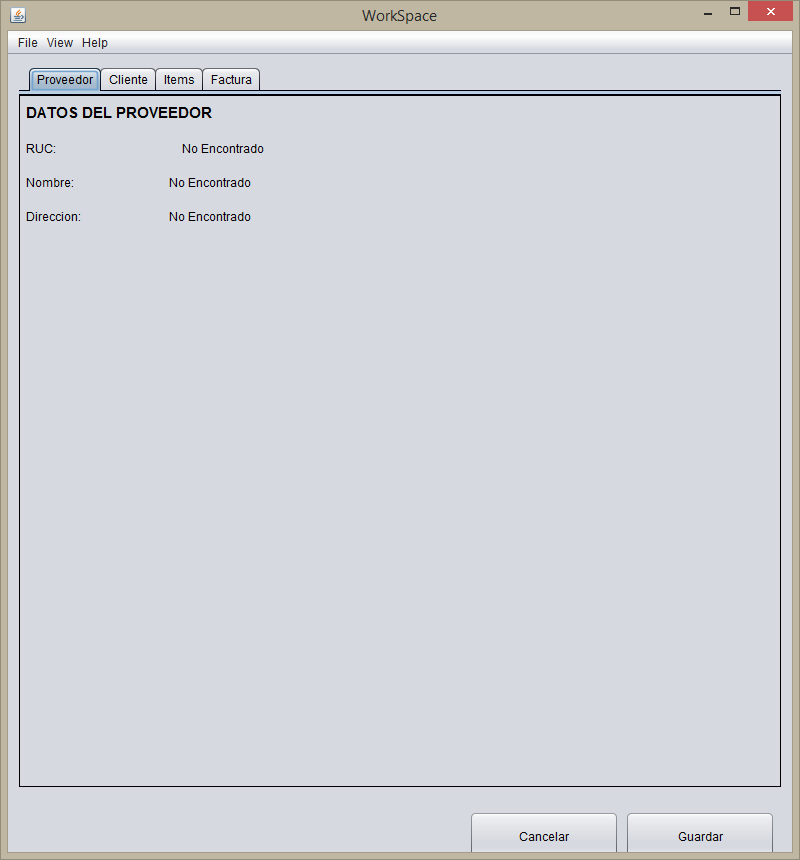 WorkSpace
File View Help
Proveedor Cliente Items Factura
DATOS DEL PROVEEDOR
RUC: No Encontrado
Nombre: No Encontrado
Direccion: No Encontrado
Cancelar Guardar